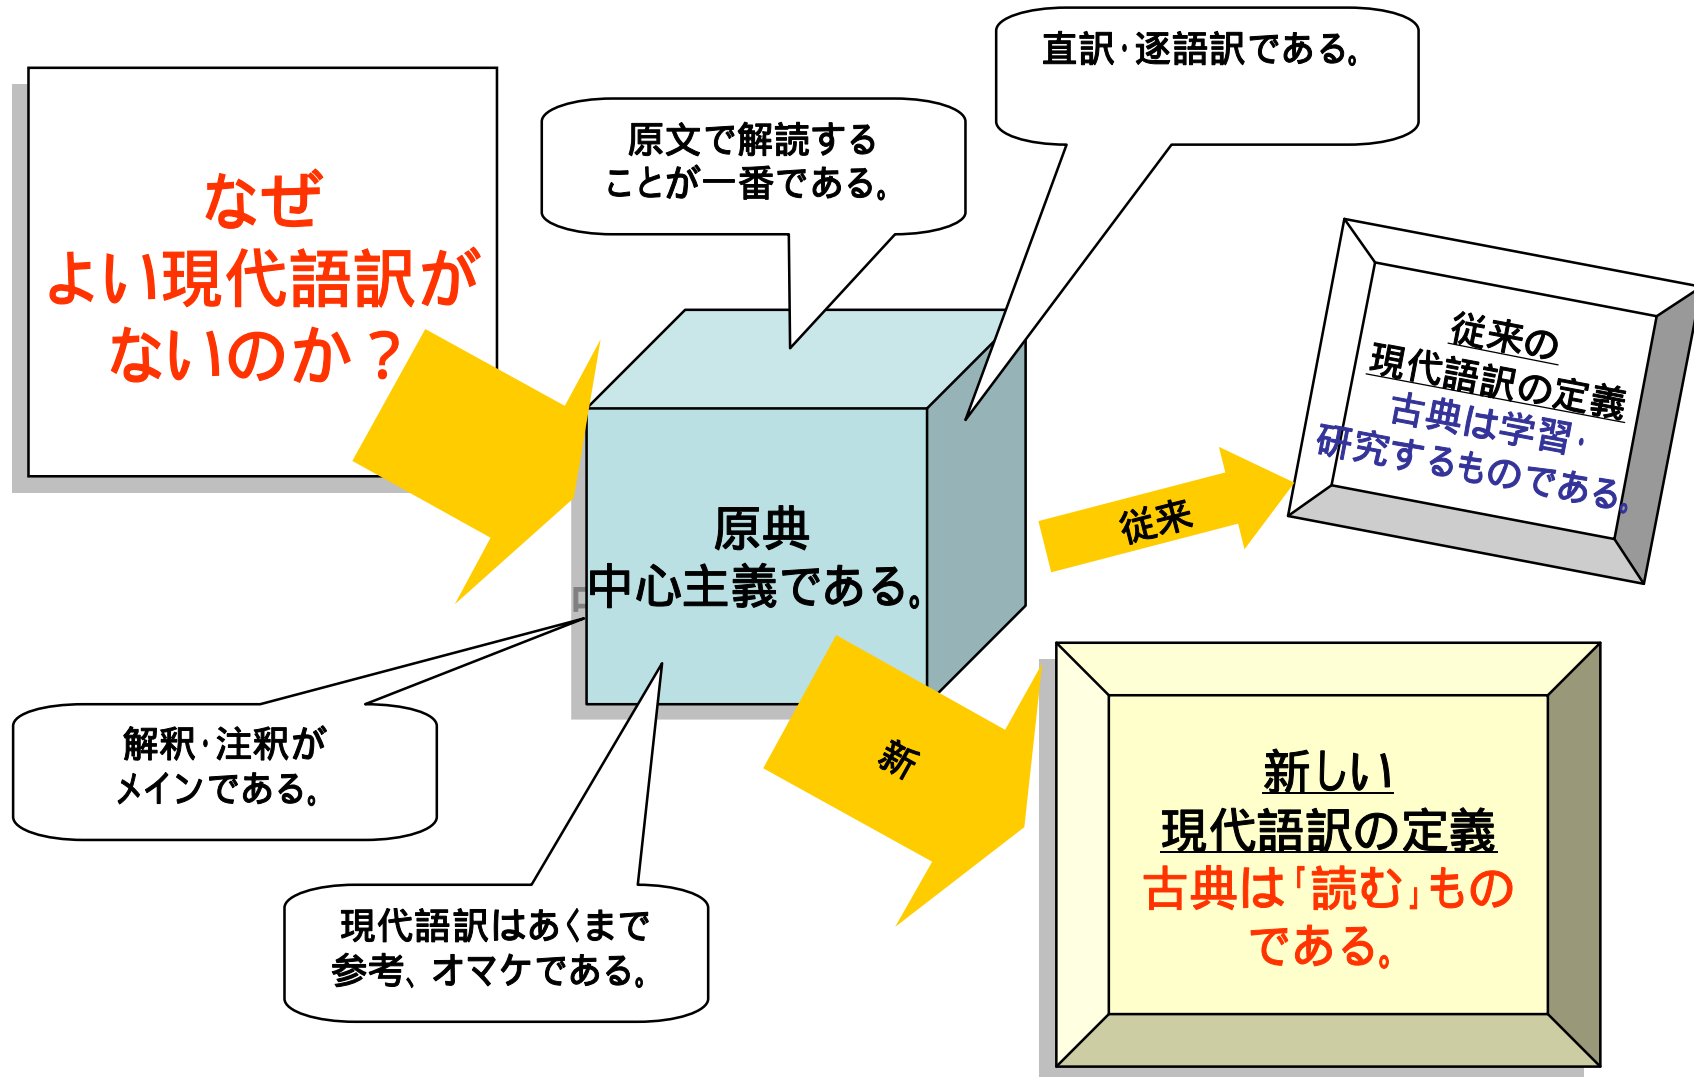 なぜ
よい現代語訳が
ないのか？
原文で解読する
ことが一番である。
直訳・逐語訳である。
原典
中心主義である。
従来
従来の
現代語訳の定義
古典は学習・
研究するものである。
解釈・注釈が
メインである。
現代語訳はあくまで
参考、オマケである。
新
新しい
現代語訳の定義
古典は「読む」もの
である。